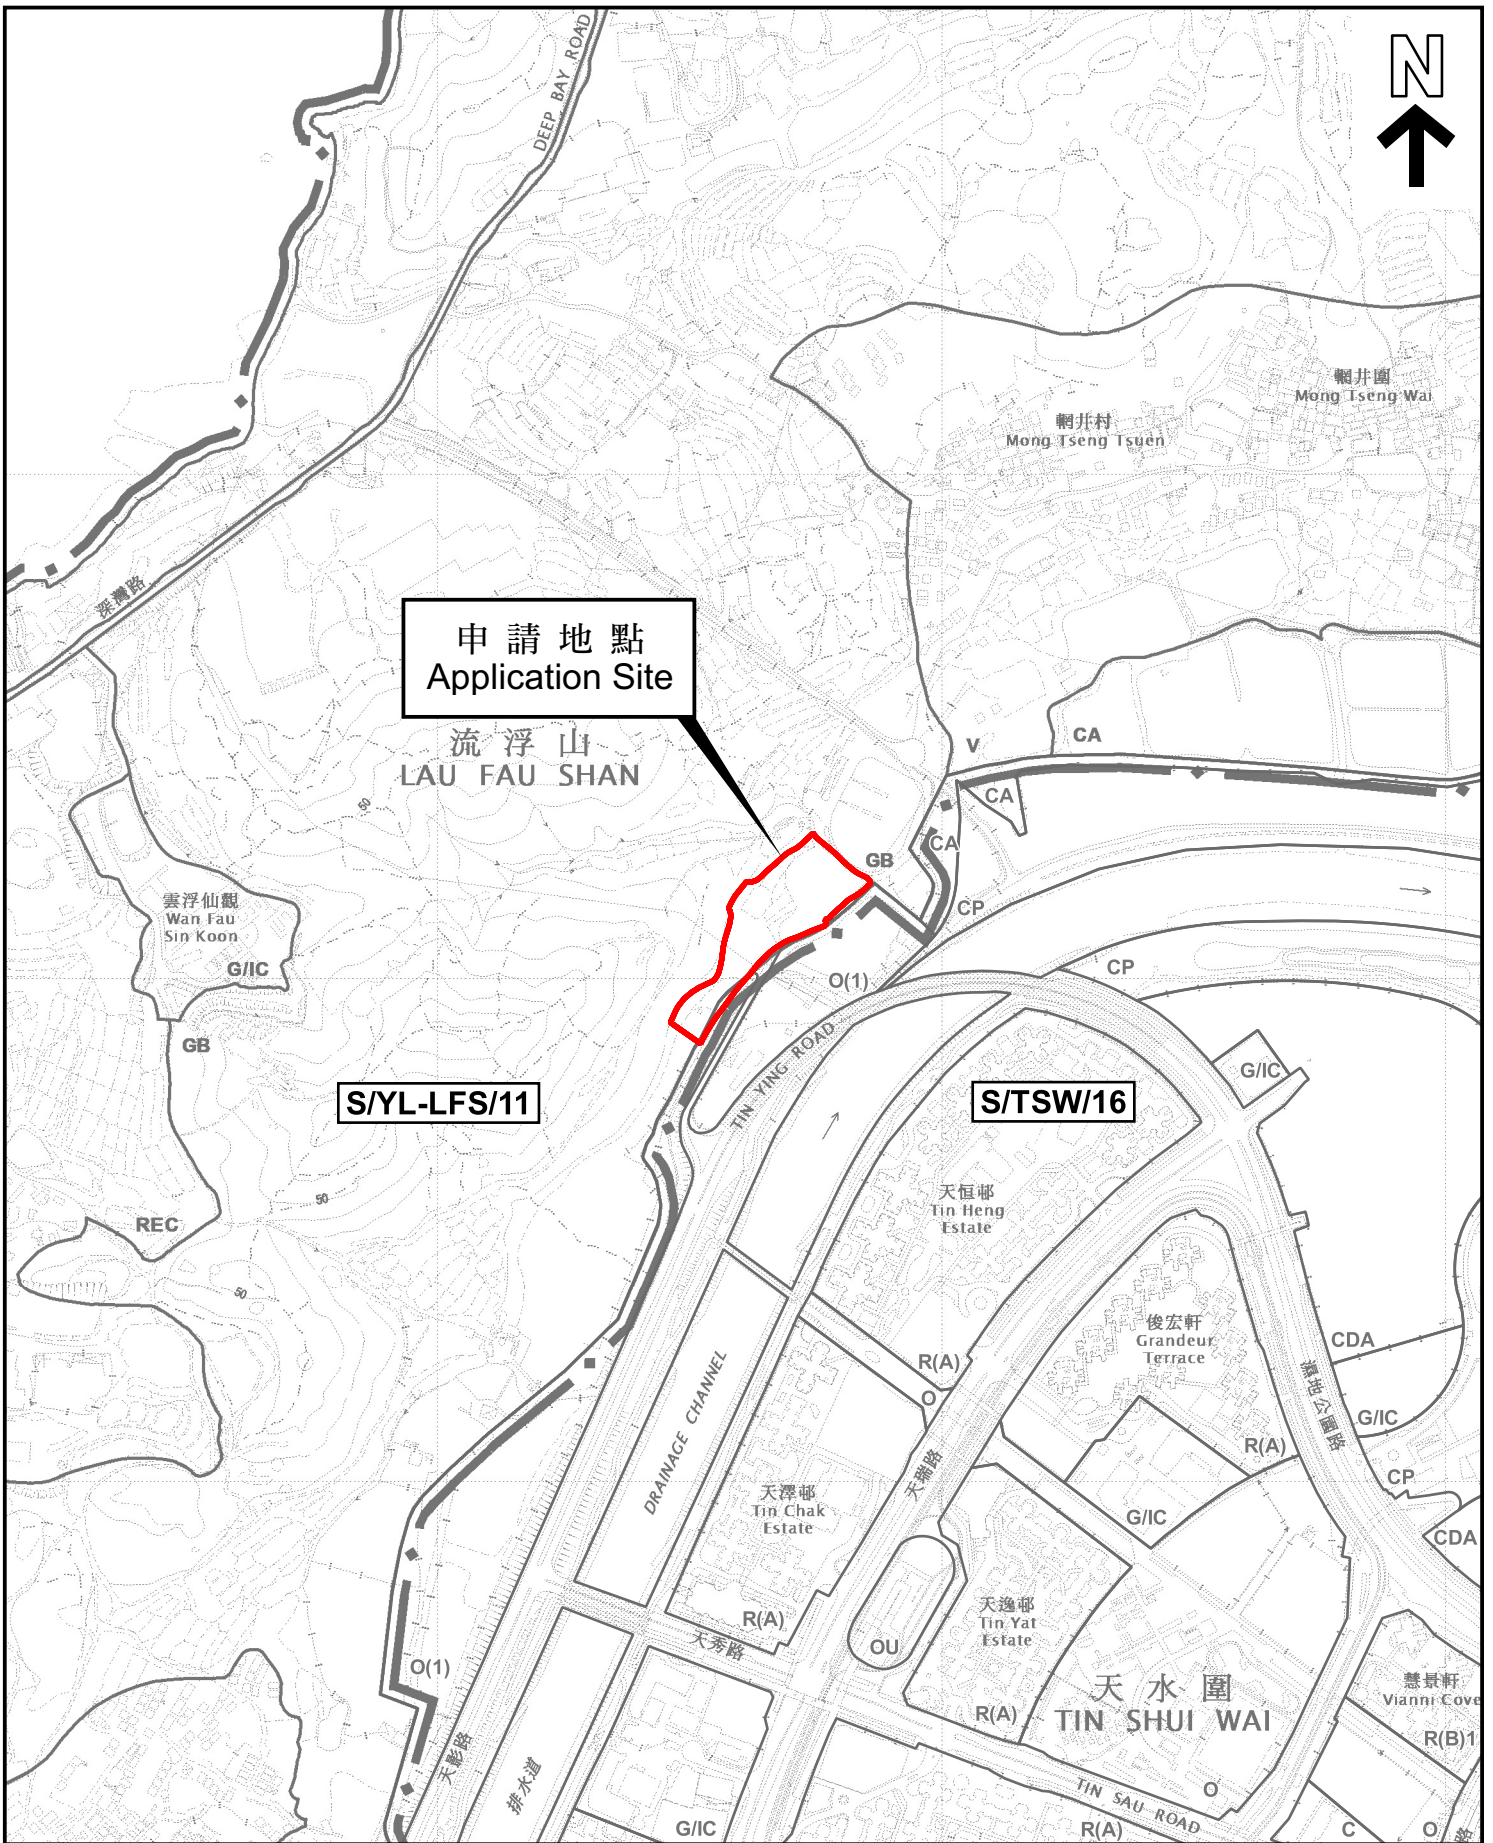 N
DEEP BAY ROAD
輞井圍
Mong Tseng Wai
輞井村
Mong Tseng Tsuen
深灣路
申請地點
Application Site
流浮山
LAU FAU SHAN
V
CA
CA
50
CA
GB
雲浮仙觀
Wan Fau
Sin Koon
CP
G/IC
CP
O(1)
TIN YING ROAD
GB
G/IC
S/YL-LFS/11
S/TSW/16
天恒邨
Tin Heng
Estate
50
REC
50
俊宏軒
Grandeur
Terrace
CDA
R(A)
O
濕地公園路
DRAINAGE CHANNEL
G/IC
R(A)
天瑞路
CP
天澤邨
Tin Chak
Estate
G/IC
CDA
天逸邨
Tin Yat
Estate
R(A)
天秀路
OU
O(1)
慧景軒
Vianni Cove
天水圍
TIN SHUI WAI
R(A)
R(B)1
天影路
排水道
TIN SAU ROAD
O
G/IC
R(A)
C
O
路